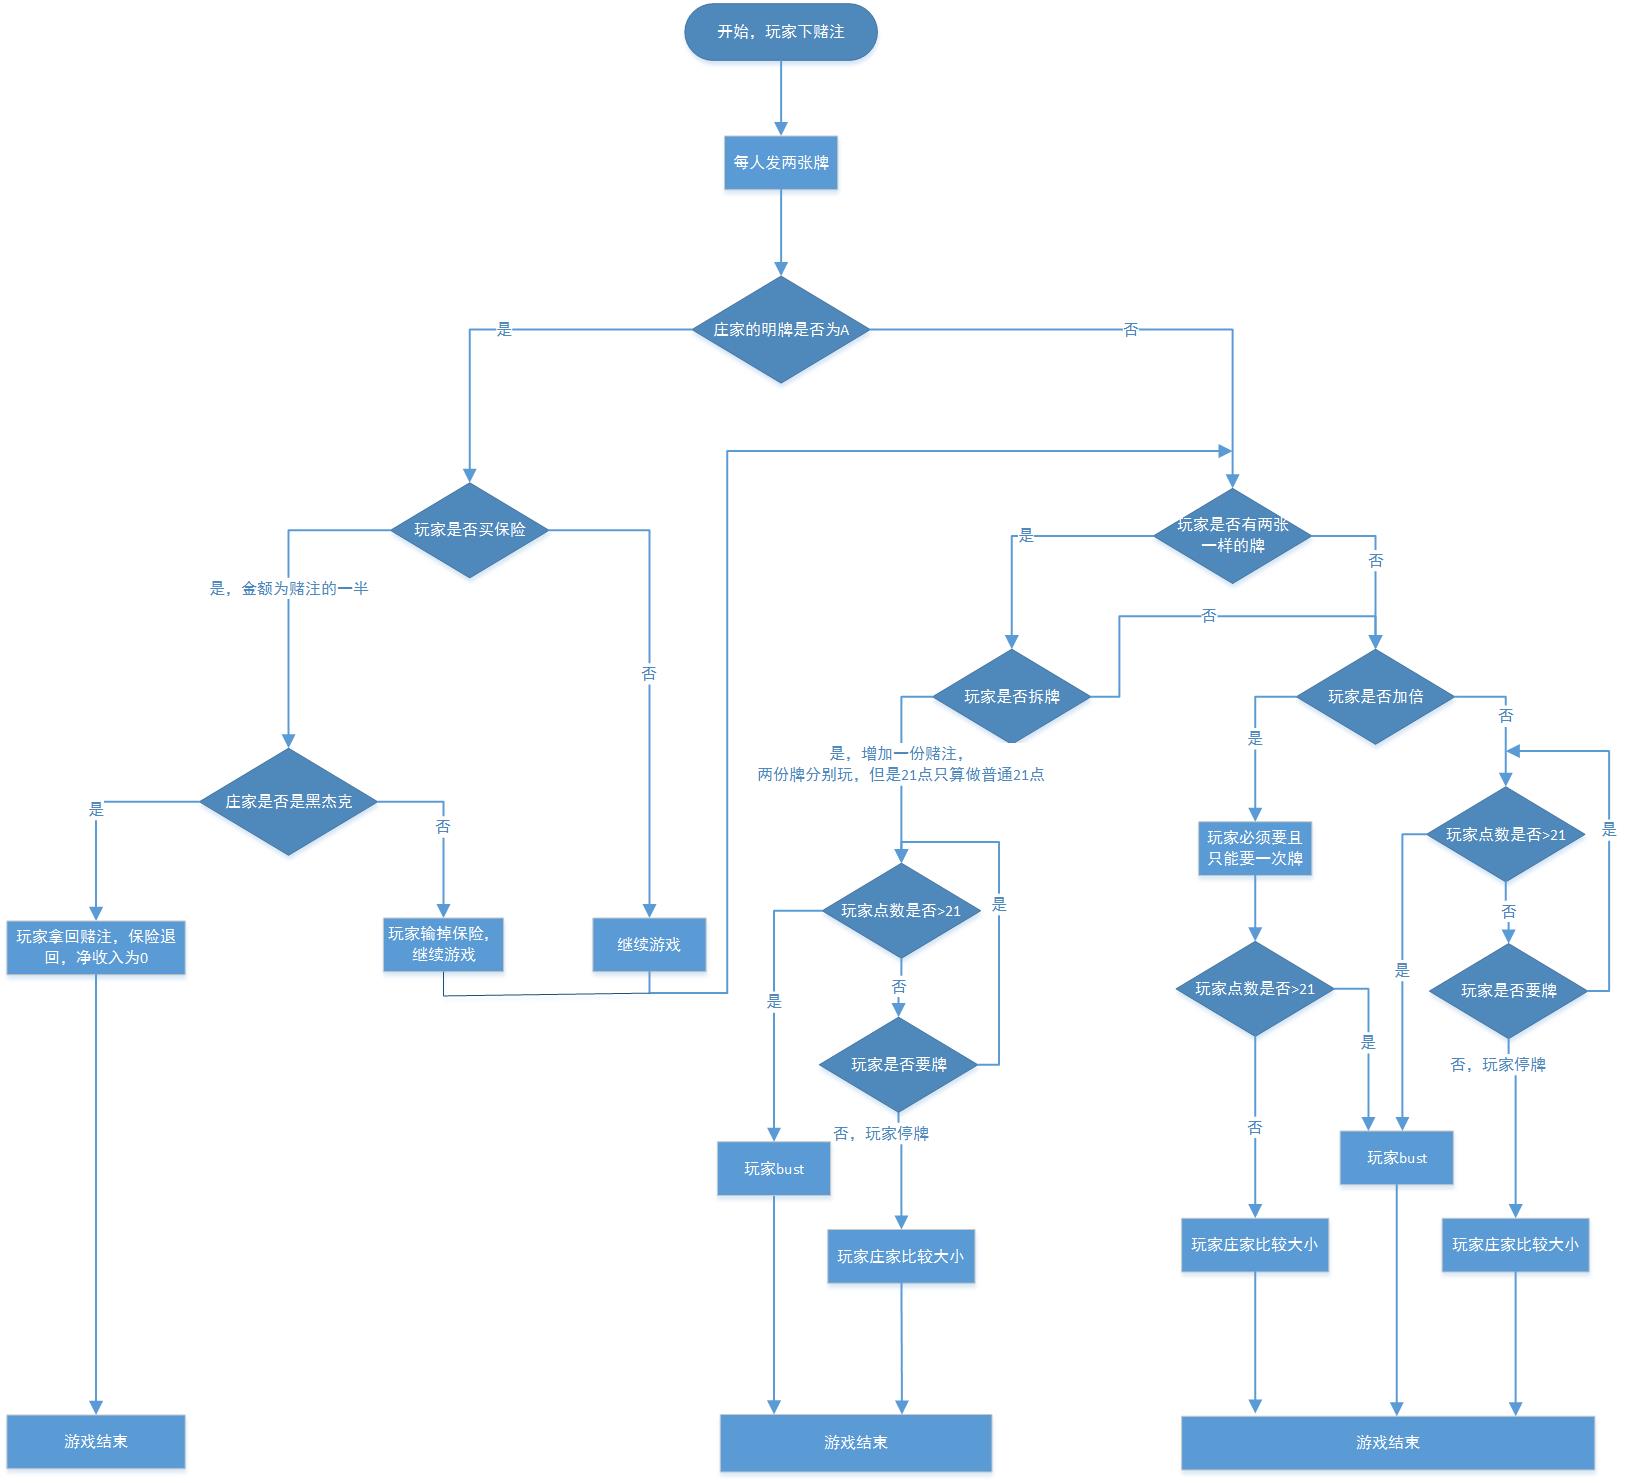 开始，玩家下赌注
每人发两张牌
庄家的明牌是否为A
是
否
玩家是否买保险
玩家是否有两张
一样的牌
是
否
是，金额为赌注的一半
否
否
玩家是否拆牌
玩家是否加倍
否
是
是，增加一份赌注，
两份牌分别玩，但是21点只算做普通21点
庄家是否是黑杰克
是
否
玩家必须要且
只能要一次牌
玩家点数是否>21
是
玩家点数是否>21
是
否
玩家拿回赌注，保险退
回，净收入为0
玩家输掉保险，
继续游戏
继续游戏
是
否
玩家点数是否>21
是
玩家是否要牌
是
玩家是否要牌
否，玩家停牌
否，玩家停牌
否
玩家bust
玩家bust
玩家庄家比较大小
玩家庄家比较大小
玩家庄家比较大小
游戏结束
游戏结束
游戏结束